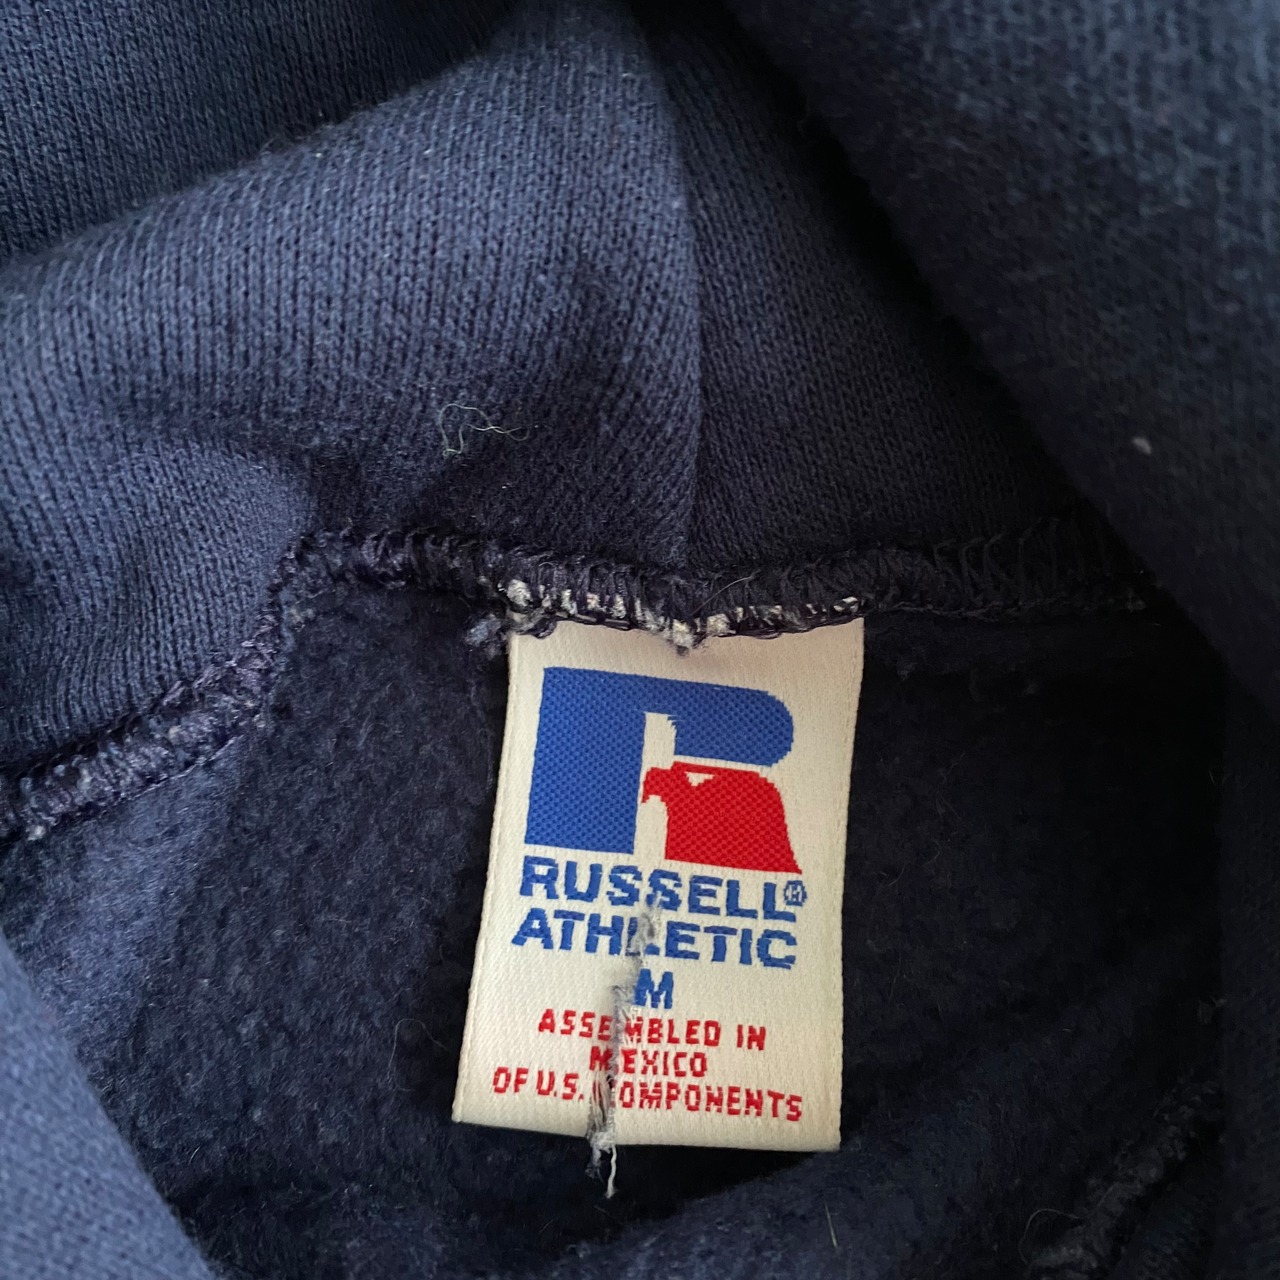 R
RUSSELL®
ATHLETIC
M
ASSEMBLED IN
MEXICO
OF U.S. COMPONENTS